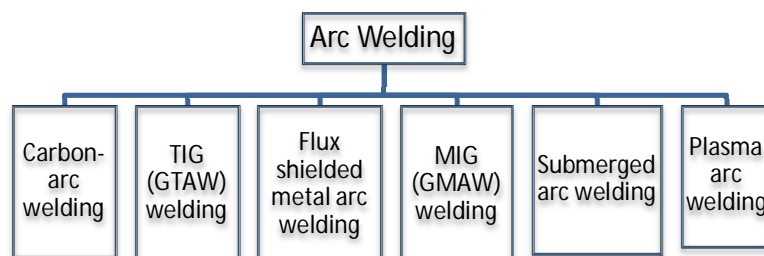 Arc Welding
Carbon-
arc
welding
TIG
(GTAW)
welding
Flux
shielded
metal arc
welding
MIG
(GMAW)
welding
Submerged
arc welding
Plasma
arc
welding